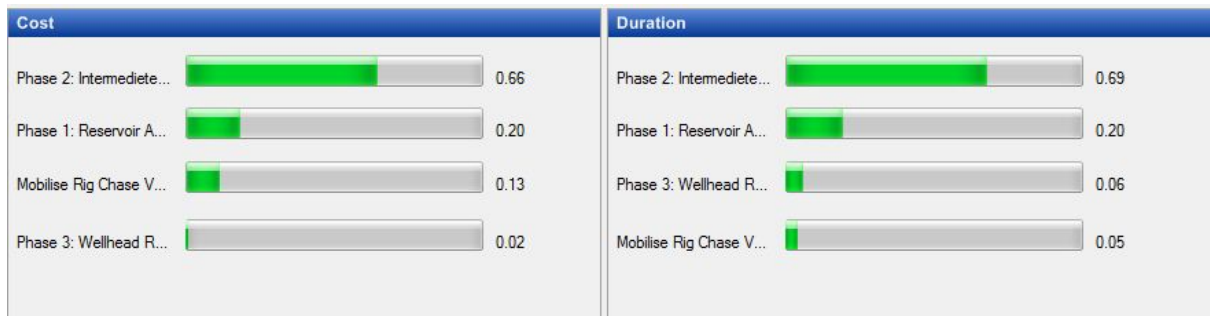 Cost
Phase 2: Intermediete... 0.66
Phase 1: Reservoir A... 0.20
Mobilise Rig Chase V... 0.13
Phase 3: Wellhead R... 0.02
Duration
Phase 2: Intermediete... 0.69
Phase 1: Reservoir A... 0.20
Phase 3: Wellhead R... 0.06
Mobilise Rig Chase V... 0.05